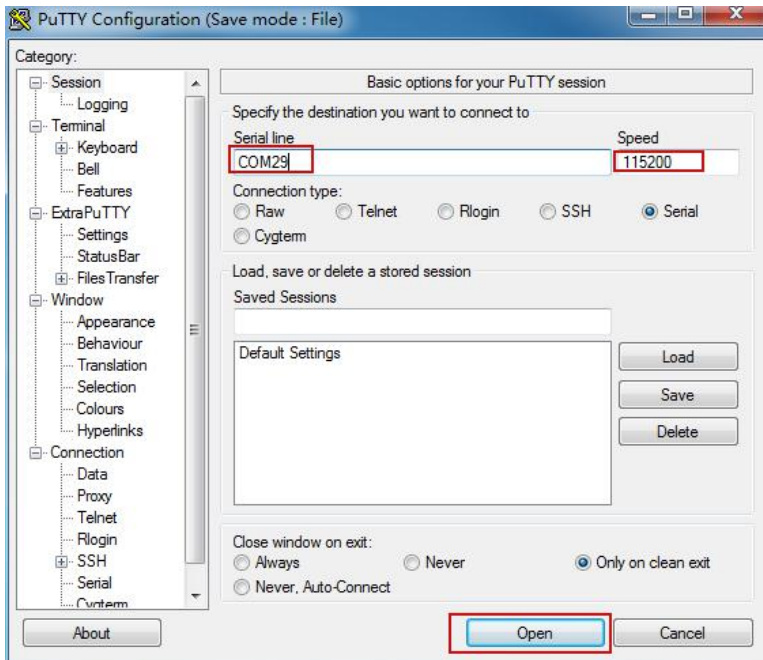 PuTTY Configuration (Save mode : File)
Category:
Session
Logging
Terminal
Keyboard
Bell
Features
ExtraPuTTY
Settings
StatusBar
FilesTransfer
Window
Appearance
Behaviour
Translation
Selection
Colours
Hyperlinks
Connection
Data
Proxy
Telnet
Rlogin
SSH
Serial
Cygterm
Basic options for your PuTTY session
Specify the destination you want to connect to
Serial line Speed
COM29 115200
Connection type:
Raw Telnet Rlogin SSH Serial
Cygterm
Load, save or delete a stored session
Saved Sessions
Default Settings
Load
Save
Delete
Close window on exit:
Always Never Only on clean exit
Never, Auto-Connect
About Open Cancel